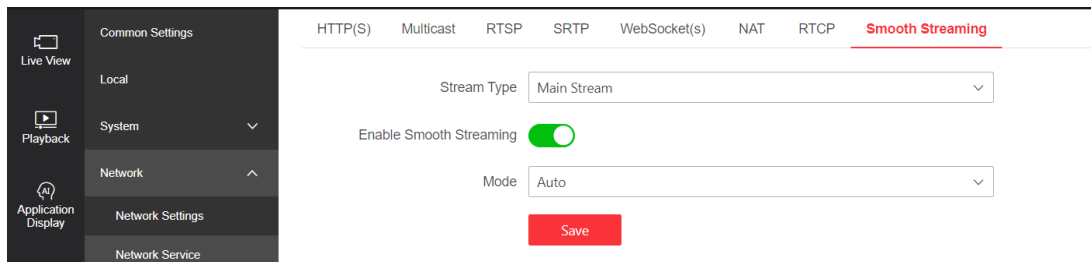 Live View
Playback
Application
Display
Common Settings
Local
System
Network
Network Settings
Network Service
HTTP(S) Multicast RTSP SRTP WebSocket(s) NAT RTCP Smooth Streaming
Stream Type Main Stream
Enable Smooth Streaming
Mode Auto
Save